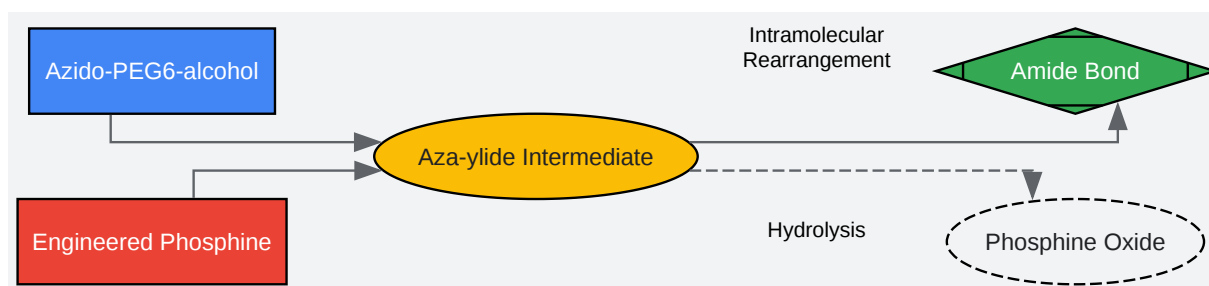 Azido-PEG6-alcohol
Engineered Phosphine
Aza-ylide Intermediate
Intramolecular
Rearrangement
Amide Bond
Hydrolysis
Phosphine Oxide